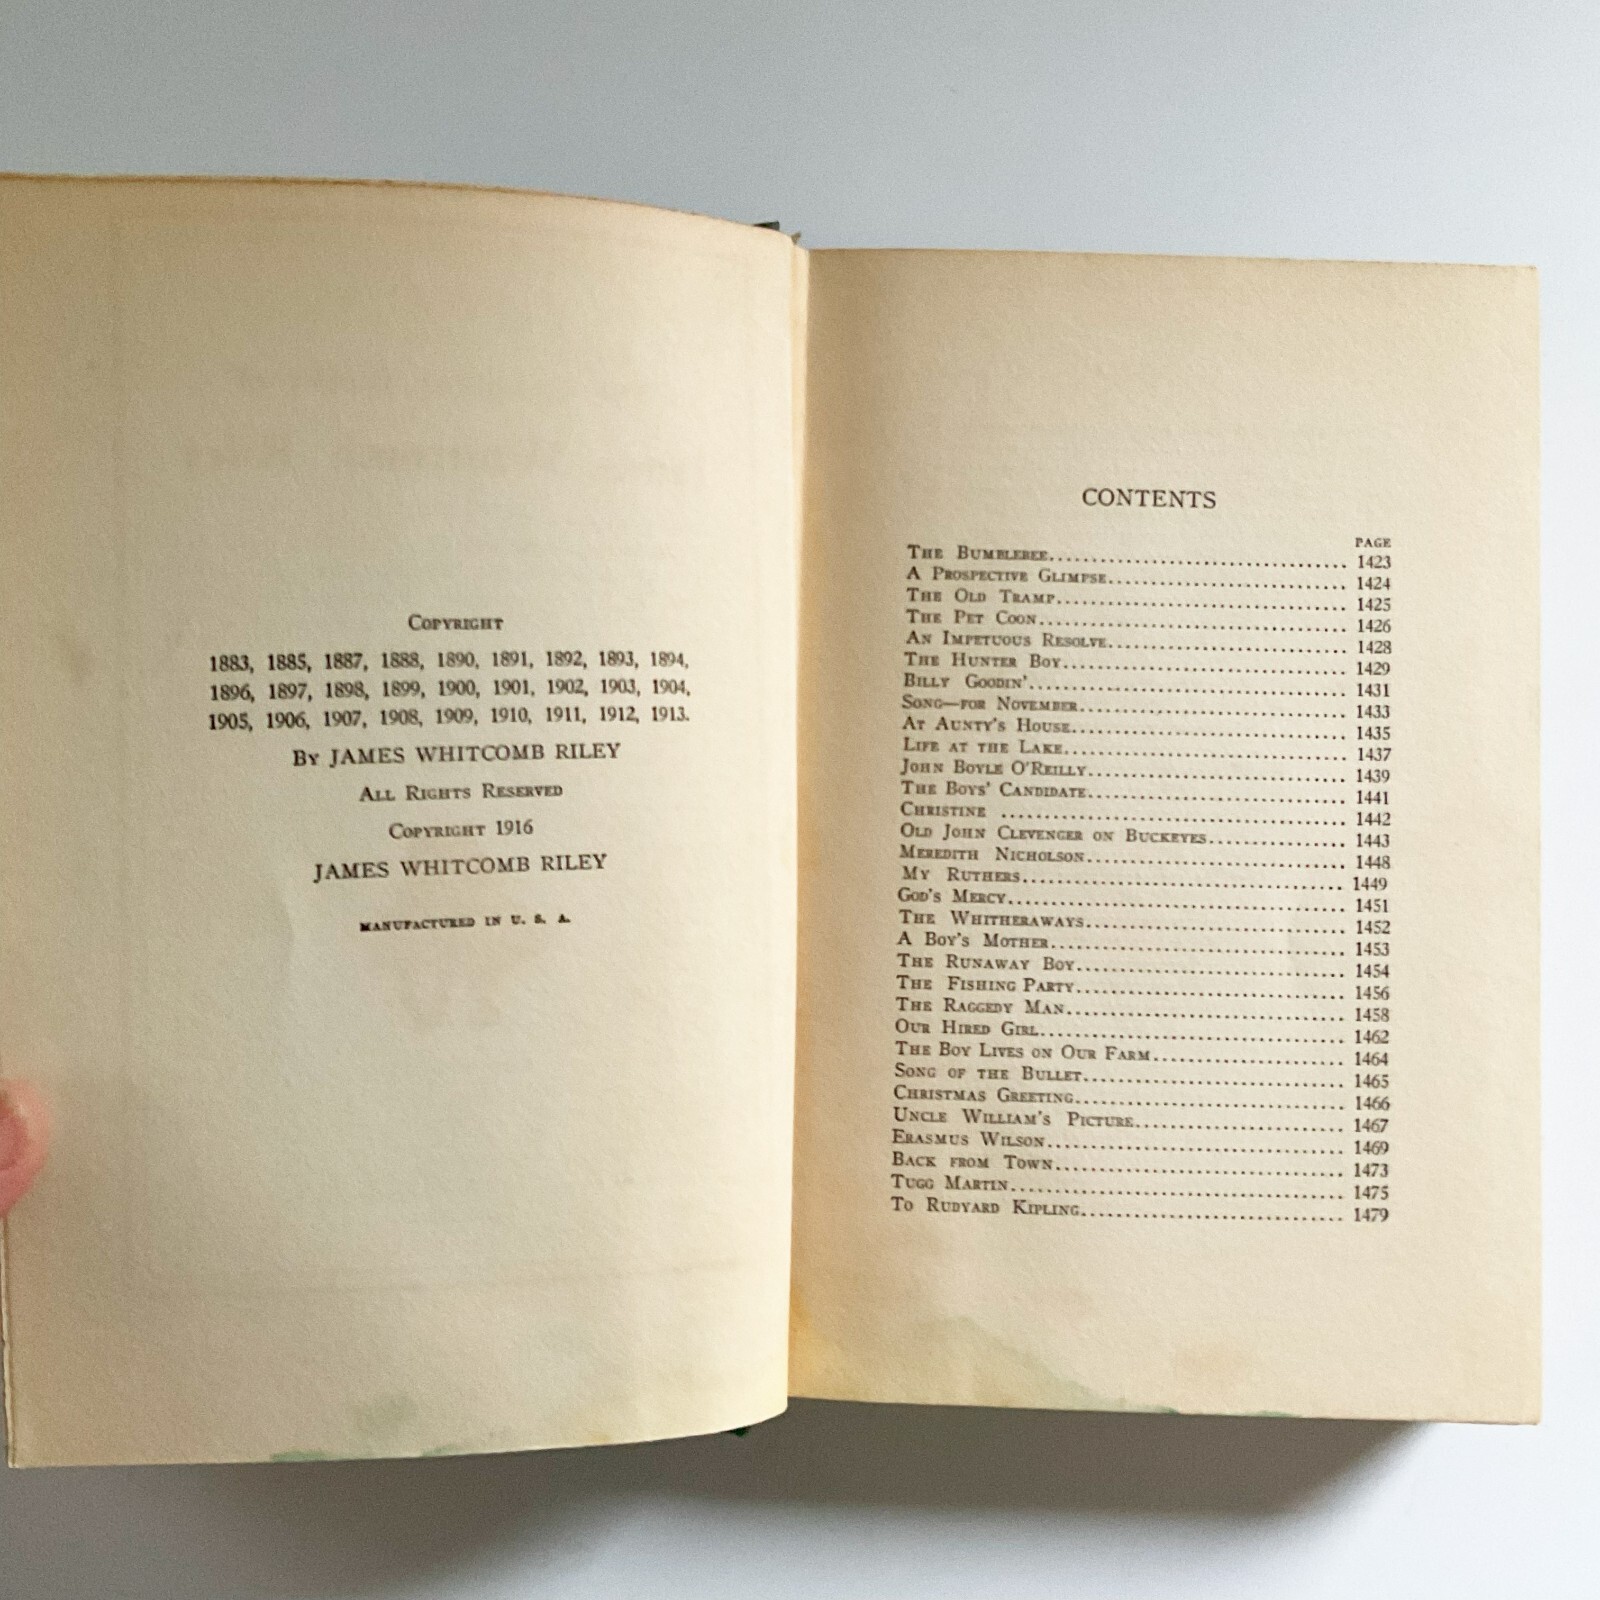 Copyright
1883, 1885, 1887, 1888, 1890, 1891, 1892, 1893, 1894,
1896, 1897, 1898, 1899, 1900, 1901, 1902, 1903, 1904,
1905, 1906, 1907, 1908, 1909, 1910, 1911, 1912, 1913.
By JAMES WHITCOMB RILEY
All Rights Reserved
Copyright 1916
JAMES WHITCOMB RILEY
MANUFACTURED IN U. S. A.
CONTENTS
PAGE
The Bumblebee 1423
A Prospective Glimpse 1424
The Old Tramp 1425
The Pet Coon 1426
An Impetuous Resolve 1428
The Hunter Boy 1429
Billy Goodin' 1431
Song—for November 1433
At Aunty's House 1435
Life at the Lake 1437
John Boyle O'Reilly 1439
The Boys' Candidate 1441
Christine 1442
Old John Clevenger on Buckeyes 1443
Meredith Nicholson 1448
My Ruthers 1449
God's Mercy 1451
The Whitheraways 1452
A Boy's Mother 1453
The Runaway Boy 1454
The Fishing Party 1456
The Raggedy Man 1458
Our Hired Girl 1462
The Boy Lives on Our Farm 1464
Song of the Bullet 1465
Christmas Greeting 1466
Uncle William's Picture 1467
Erasmus Wilson 1469
Back from Town 1473
Tugg Martin 1475
To Rudyard Kipling 1479